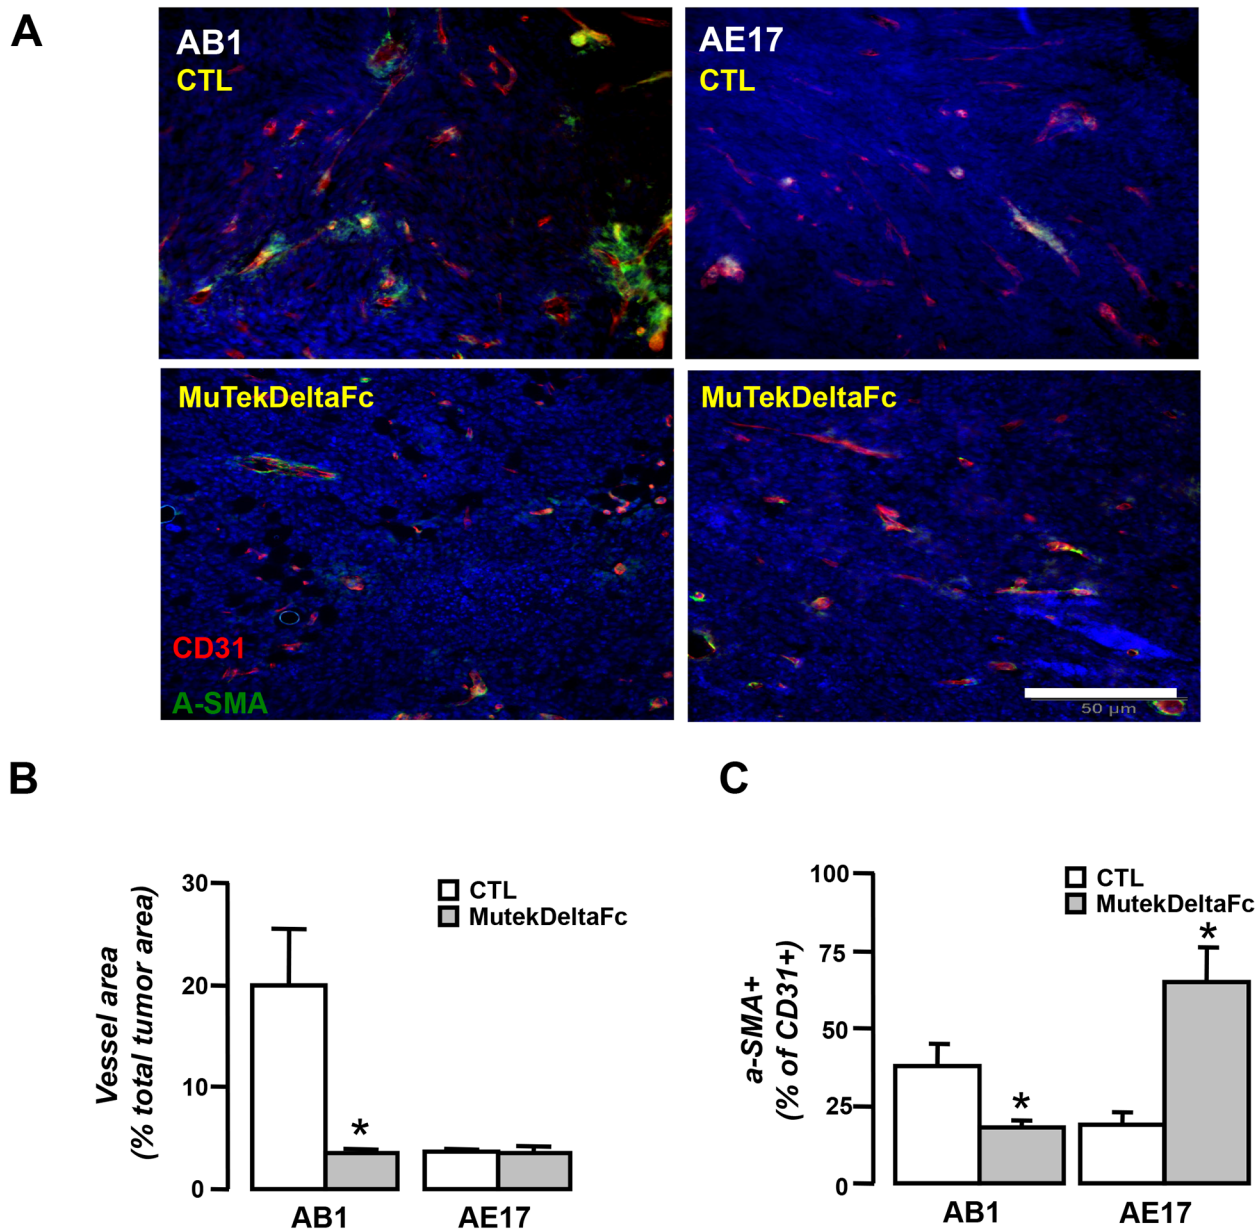 A
AB1
CTL
AE17
CTL
MuTekDeltaFc
MuTekDeltaFc
CD31
A-SMA
50 µm
B
C
Vessel area
(% total tumor area)
30
20
10
0
CTL
MutekDeltaFc
*
AB1
AE17
a-SMA+
(% of CD31+)
100
75
50
25
0
CTL
MutekDeltaFc
*
*
AB1
AE17